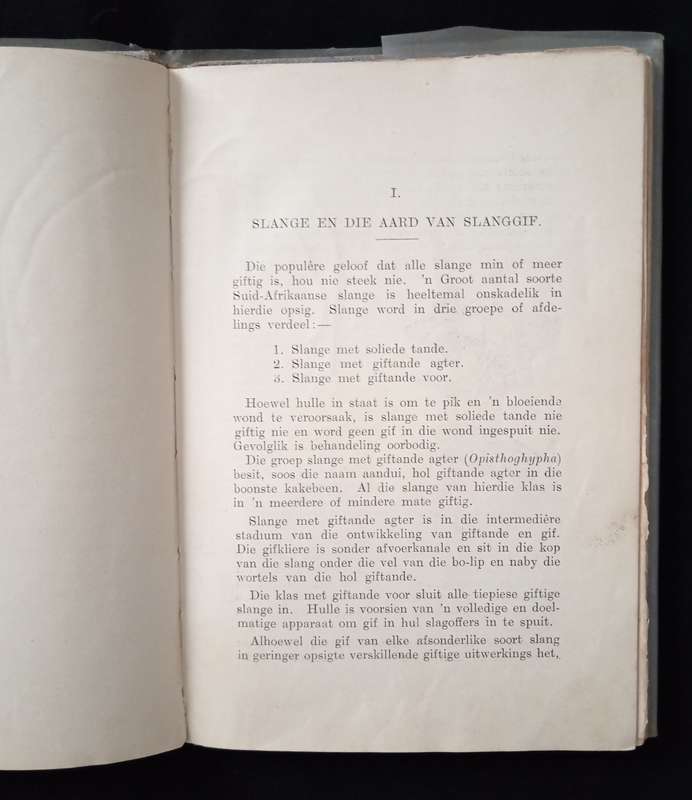 I.
SLANGE EN DIE AARD VAN SLANGGIF.
Die populêre geloof dat alle slange min of meer
giftig is, hou nie steek nie. 'n Groot aantal soorte
Suid-Afrikaanse slange is heeltemal onskadelik in
hierdie opsig. Slange word in drie groepe of afde-
lings verdeel:—
1. Slange met soliede tande.
2. Slange met giftande agter.
3. Slange met giftande voor.
Hoewel hulle in staat is om te pik en 'n bloeiende
wond te veroorsaak, is slange met soliede tande nie
giftig nie en word geen gif in die wond ingespuit nie.
Gevolglik is behandeling oorbodig.
Die groep slange met giftande agter (Opisthoghypha)
besit, soos die naam aandui, hol giftande agter in die
boonste kakebeen. Al die slange van hierdie klas is
in 'n meerdere of mindere mate giftig.
Slange met giftande agter is in die intermediêre
stadium van die ontwikkeling van giftande en gif.
Die gifkliere is sonder afvoerkanale en sit in die kop
van die slang onder die vel van die bo-lip en naby die
wortels van die hol giftande.
Die klas met giftande voor sluit alle tiepiese giftige
slange in. Hulle is voorsien van 'n volledige en doel-
matige apparaat om gif in hul slagoffers in te spuit.
Alhoewel die gif van elke afsonderlike soort slang
in geringer opsigte verskillende giftige uitwerkings het,